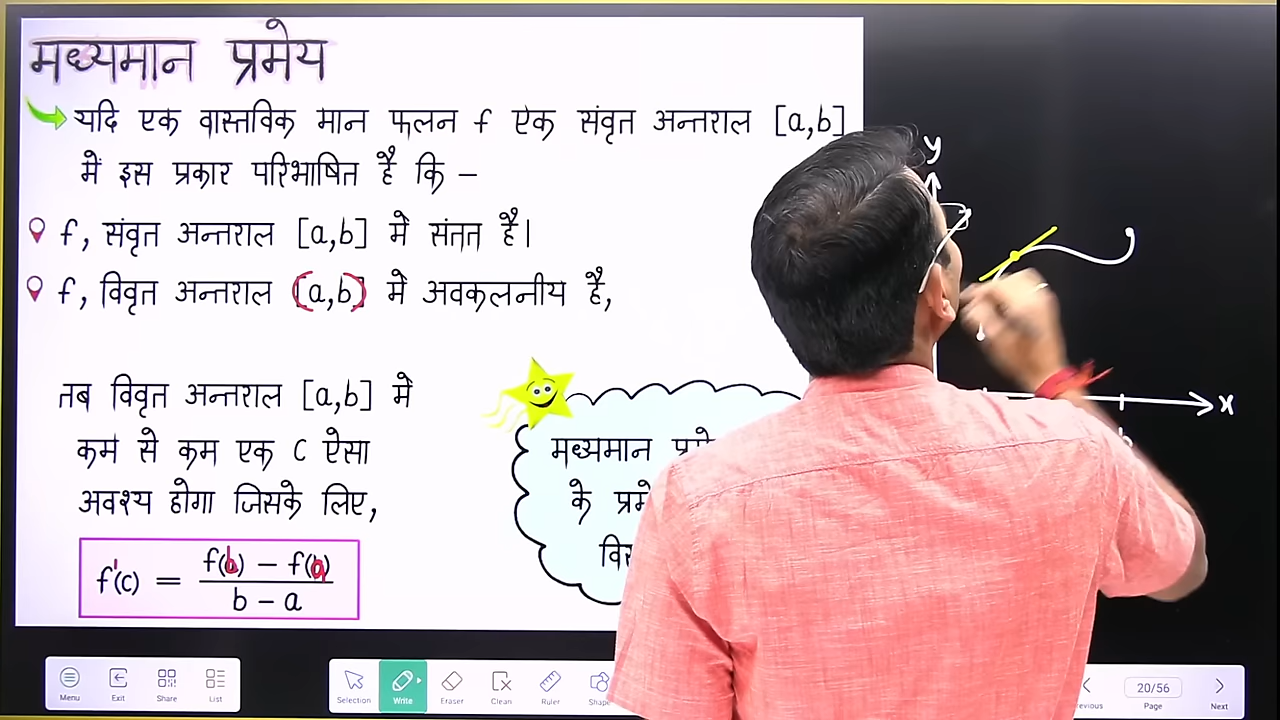 मध्यमान प्रमेय
यदि एक वास्तविक मान फलन f ऐक संवृत अन्तराल [a,b]
में इस प्रकार परिभाषित है कि -
f, संवृत अन्तराल [a,b] में संतत है।
f, विवृत अन्तराल (a,b) में अवकलनीय है,
तब विवृत अन्तराल [a,b] में
कम से कम एक C ऐसा
अवश्य होगा जिसके लिए,
f'(c) = f(b) - f(a) / b - a
मध्यमान
के
y
x
Menu
Exit
Share
List
Selection
Write
Eraser
Clean
Ruler
20/56
Page
Next